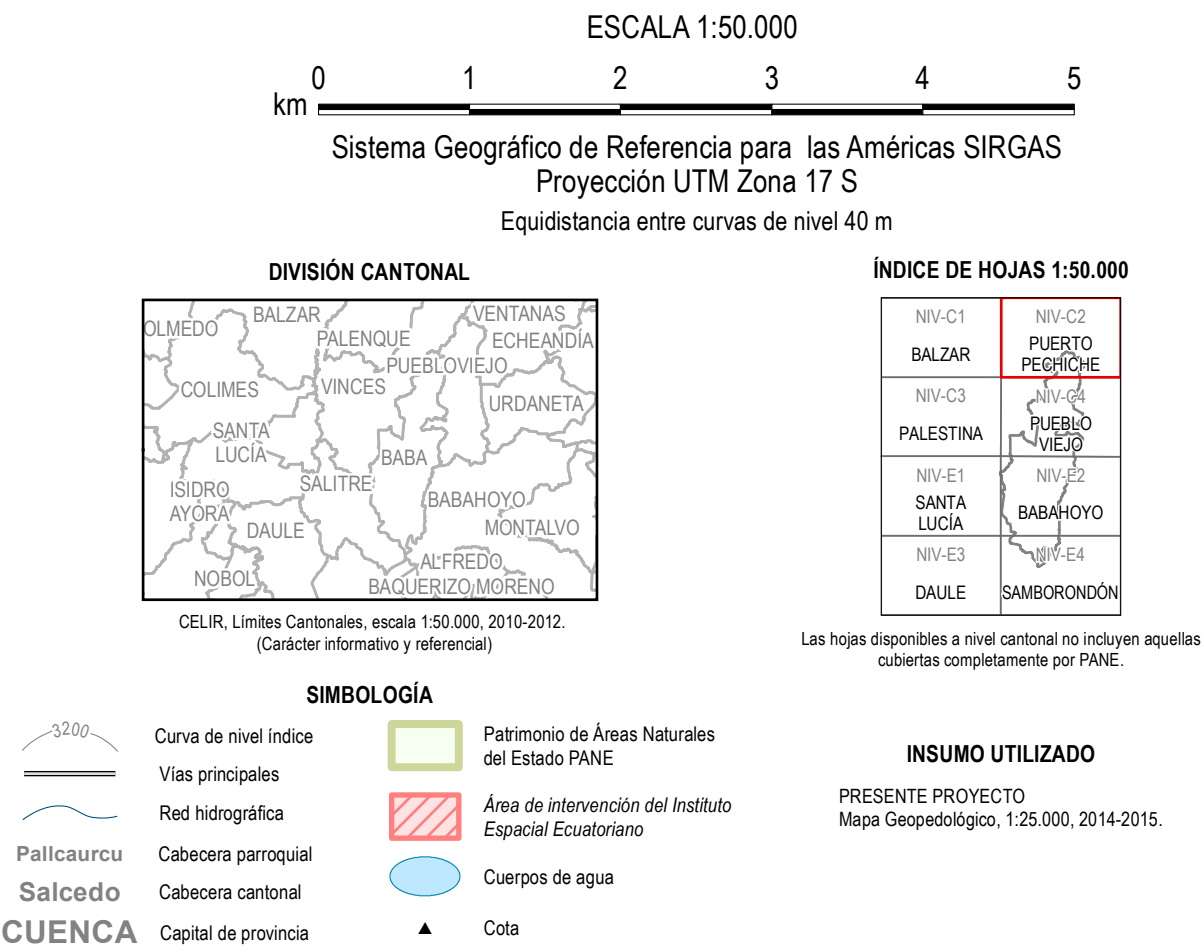 ESCALA 1:50.000
0 1 2 3 4 5
km
Sistema Geográfico de Referencia para las Américas SIRGAS
Proyección UTM Zona 17 S
Equidistancia entre curvas de nivel 40 m
DIVISIÓN CANTONAL
OLMEDO
BALZAR
PALENQUE
VENTANAS
ECHEANDÍA
PUEBLOVIEJO
COLIMES
VINCES
URDANETA
SANTA
LUCÍA
BABA
SALITRE
ISIDRO
AYORA
BABAHOYO
DAULE
MONTALVO
NOBOL
ALFREDO
BAQUERIZO MORENO
CELIR, Límites Cantonales, escala 1:50.000, 2010-2012.
(Carácter informativo y referencial)
ÍNDICE DE HOJAS 1:50.000
NIV-C1
BALZAR
NIV-C2
PUERTO
PECHICHE
NIV-C3
PALESTINA
NIV-C4
PUEBLO
VIEJO
NIV-E1
SANTA
LUCÍA
NIV-E2
BABAHOYO
NIV-E3
DAULE
NIV-E4
SAMBORONDÓN
Las hojas disponibles a nivel cantonal no incluyen aquellas
cubiertas completamente por PANE.
SIMBOLOGÍA
3200
Curva de nivel índice
Vías principales
Red hidrográfica
Pallcaurcu Cabecera parroquial
Salcedo Cabecera cantonal
CUENCA Capital de provincia
Patrimonio de Áreas Naturales
del Estado PANE
Área de intervención del Instituto
Espacial Ecuatoriano
Cuerpos de agua
Cota
INSUMO UTILIZADO
PRESENTE PROYECTO
Mapa Geopedológico, 1:25.000, 2014-2015.